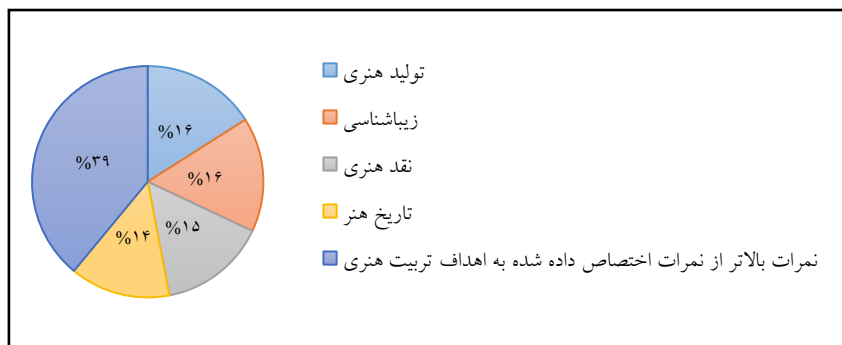 تولید هنری
زیباشناسی
نقد هنری
تاریخ هنر
نمرات بالاتر از نمرات اختصاص داده شده به اهداف تربیت هنری
%۱۶
%۱۶
%۱۵
%۱۴
%۳۹